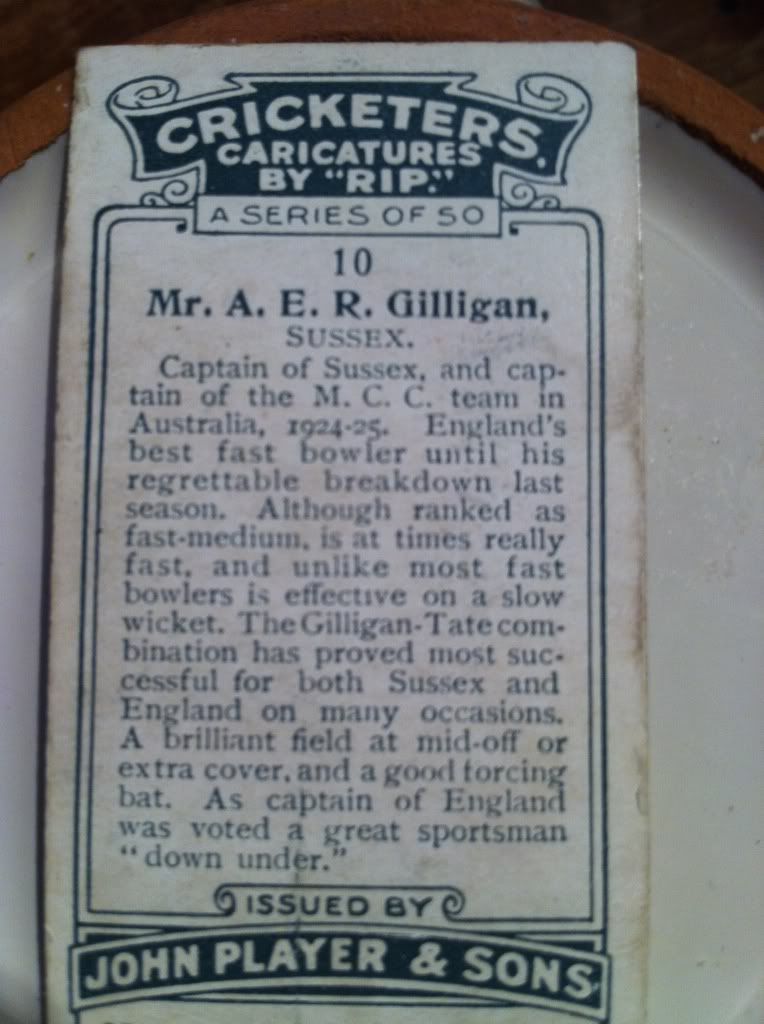 CRICKETERS,
CARICATURES
BY "RIP."
A SERIES OF 50
10
Mr. A. E. R. Gilligan,
SUSSEX.
Captain of Sussex, and cap-
tain of the M. C. C. team in
Australia, 1924-25. England's
best fast bowler until his
regrettable breakdown last
season. Although ranked as
fast-medium, is at times really
fast, and unlike most fast
bowlers is effective on a slow
wicket. The Gilligan-Tate com-
bination has proved most suc-
cessful for both Sussex and
England on many occasions.
A brilliant field at mid-off or
extra cover, and a good forcing
bat. As captain of England
was voted a great sportsman
"down under."
ISSUED BY
JOHN PLAYER & SONS